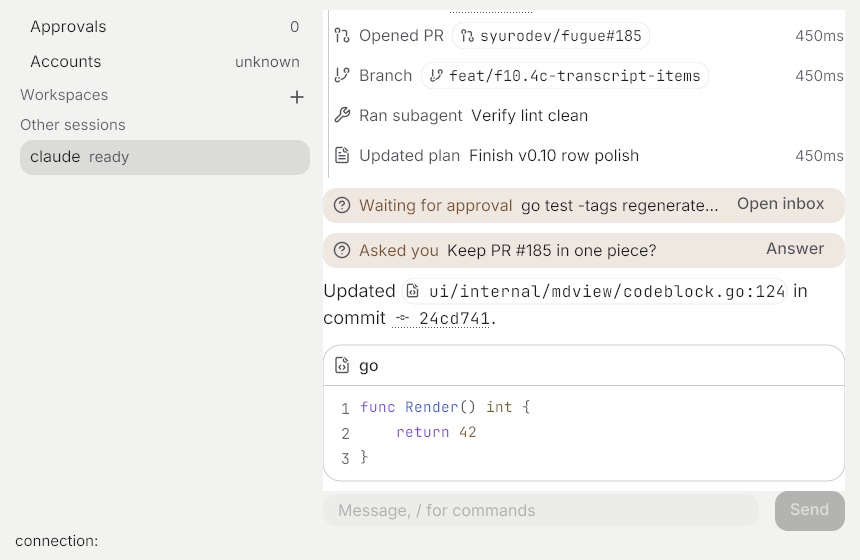 Approvals 0
Accounts unknown
Workspaces +
Other sessions
claude ready
Opened PR syurodev/fugue#185 450ms
Branch feat/f10.4c-transcript-items 450ms
Ran subagent Verify lint clean
Updated plan Finish v0.10 row polish 450ms
Waiting for approval go test -tags regenerate... Open inbox
Asked you Keep PR #185 in one piece? Answer
Updated ui/internal/mdview/codeblock.go:124 in
commit 24cd741.
go
1 func Render() int {
2     return 42
3 }
Message, / for commands Send
connection: